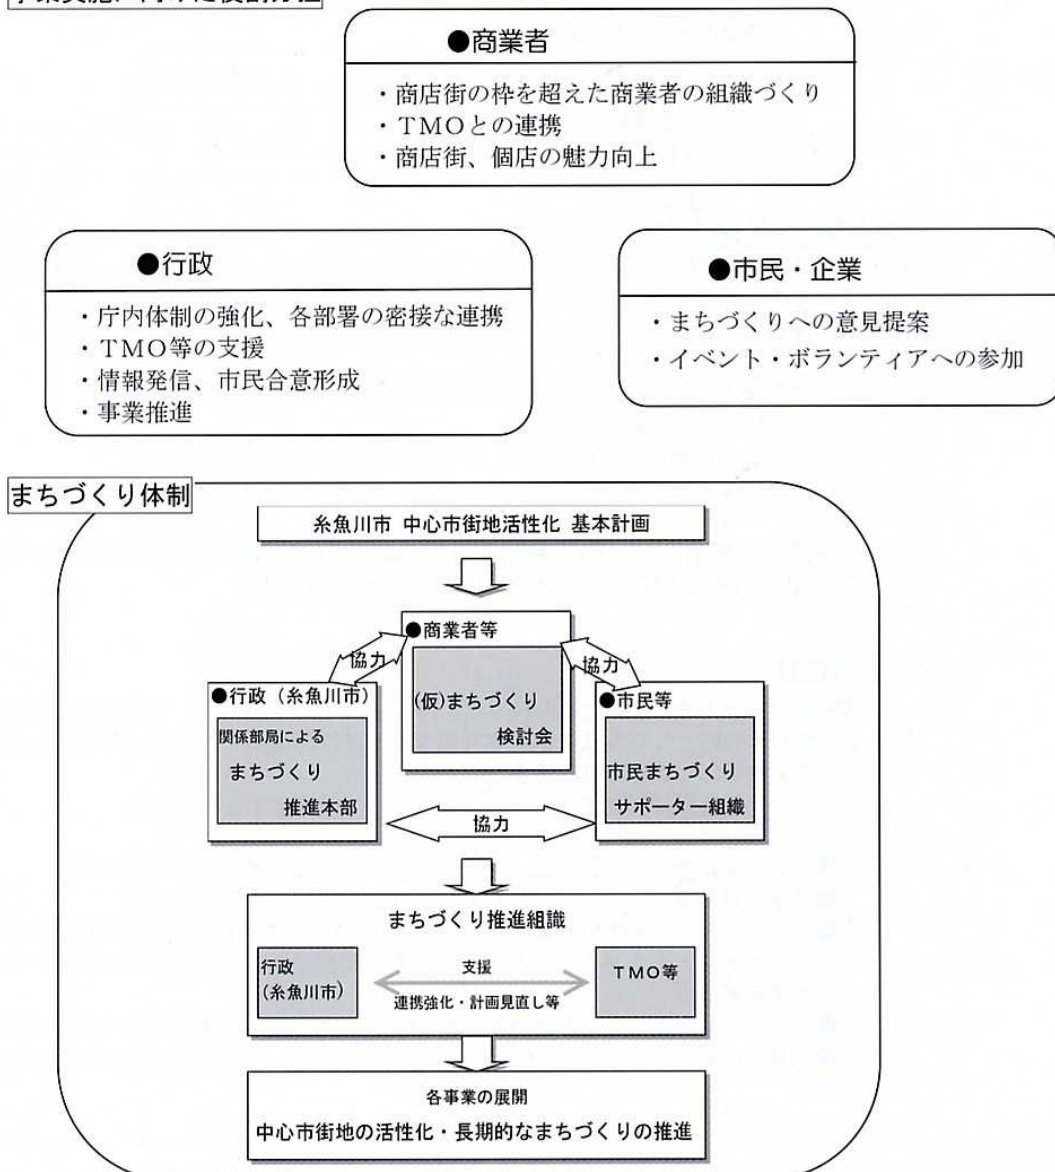 ●商業者
・商店街の枠を超えた商業者の組織づくり
・TMOとの連携
・商店街、個店の魅力向上
●行政
・庁内体制の強化、各部署の密接な連携
・TMO等の支援
・情報発信、市民合意形成
・事業推進
●市民・企業
・まちづくりへの意見提案
・イベント・ボランティアへの参加
まちづくり体制
糸魚川市 中心市街地活性化 基本計画
●商業者等
(仮)まちづくり
検討会
協力
協力
●行政（糸魚川市）
関係部局による
まちづくり
推進本部
●市民等
市民まちづくり
サポーター組織
協力
まちづくり推進組織
行政
(糸魚川市)
支援
連携強化・計画見直し等
TMO等
各事業の展開
中心市街地の活性化・長期的なまちづくりの推進